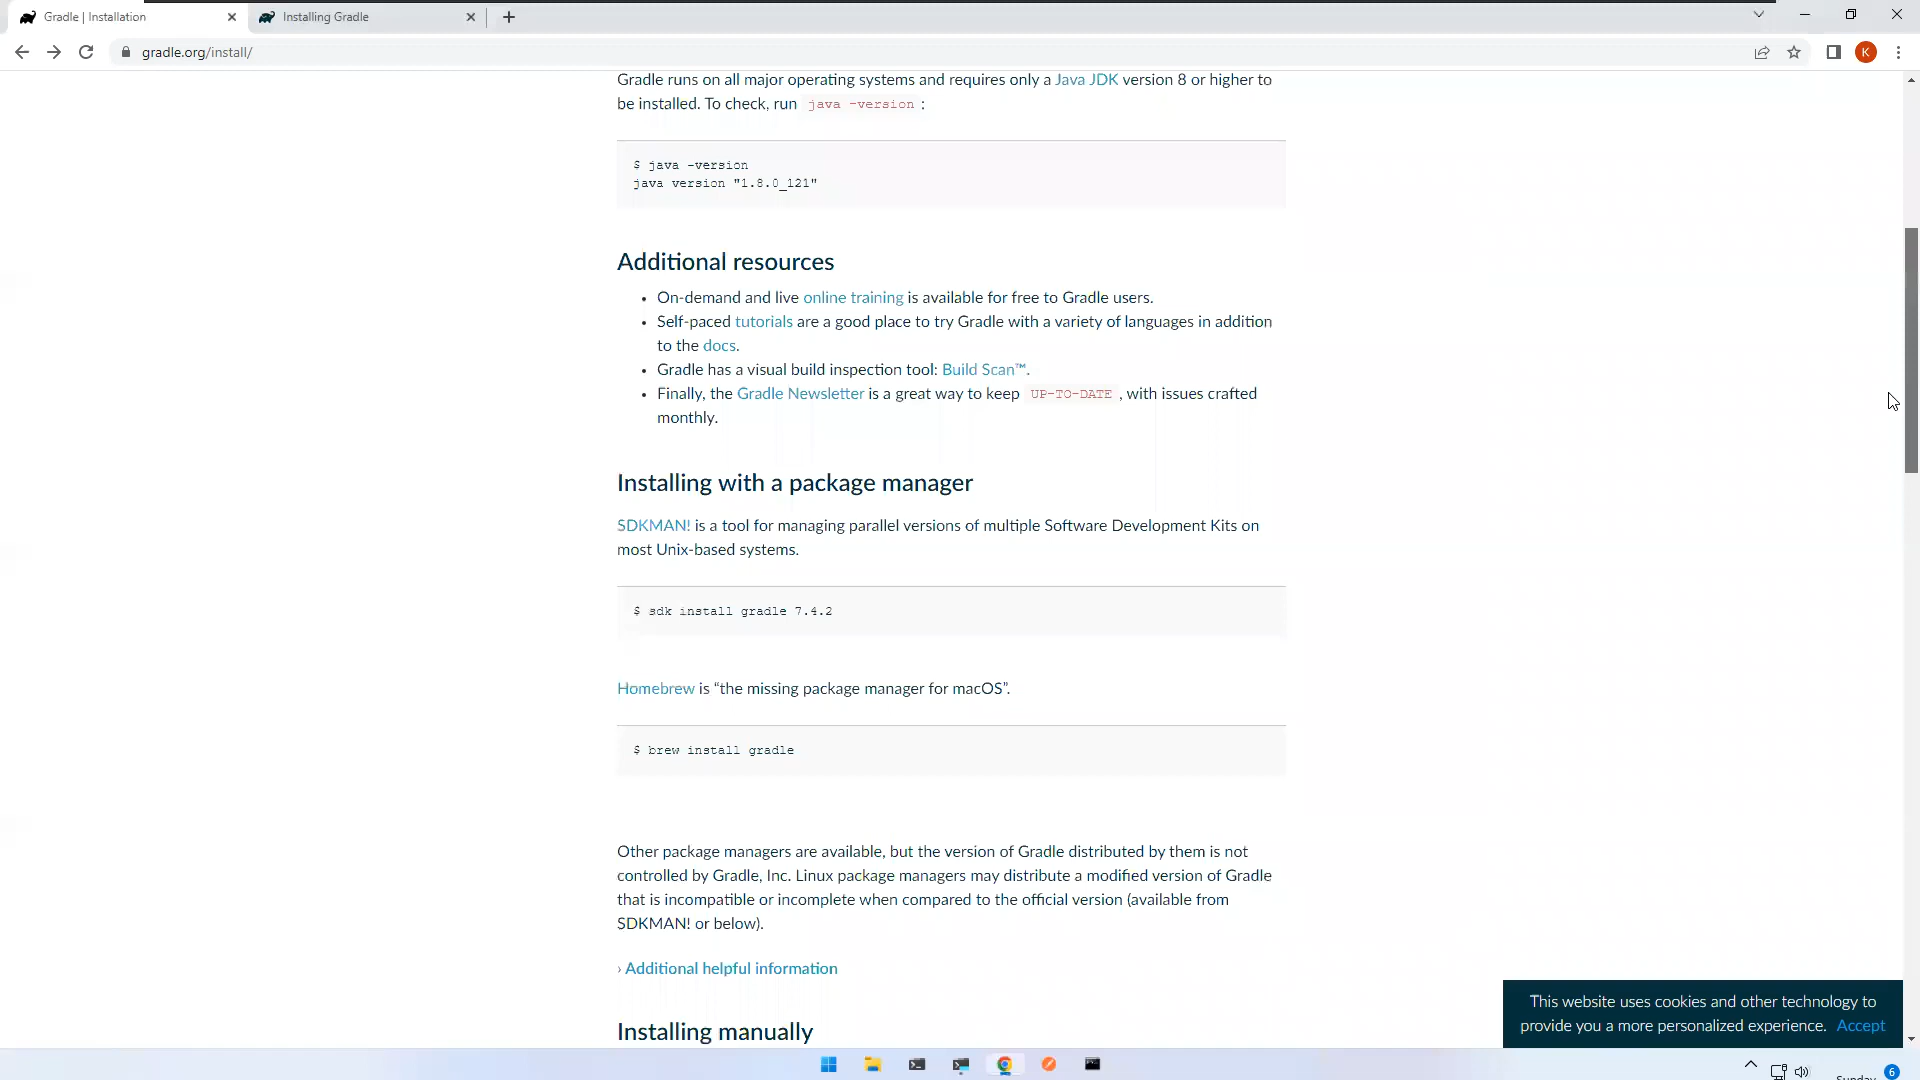 Gradle | Installation
Installing Gradle
gradle.org/install/
K
Gradle runs on all major operating systems and requires only a Java JDK version 8 or higher to
be installed. To check, run java -version :
$ java -version
java version "1.8.0_121"
Additional resources
• On-demand and live online training is available for free to Gradle users.
• Self-paced tutorials are a good place to try Gradle with a variety of languages in addition
to the docs.
• Gradle has a visual build inspection tool: Build Scan™.
• Finally, the Gradle Newsletter is a great way to keep UP-TO-DATE , with issues crafted
monthly.
Installing with a package manager
SDKMAN! is a tool for managing parallel versions of multiple Software Development Kits on
most Unix-based systems.
$ sdk install gradle 7.4.2
Homebrew is “the missing package manager for macOS”.
$ brew install gradle
Other package managers are available, but the version of Gradle distributed by them is not
controlled by Gradle, Inc. Linux package managers may distribute a modified version of Gradle
that is incompatible or incomplete when compared to the official version (available from
SDKMAN! or below).
› Additional helpful information
Installing manually
This website uses cookies and other technology to
provide you a more personalized experience. Accept
Sunday
6